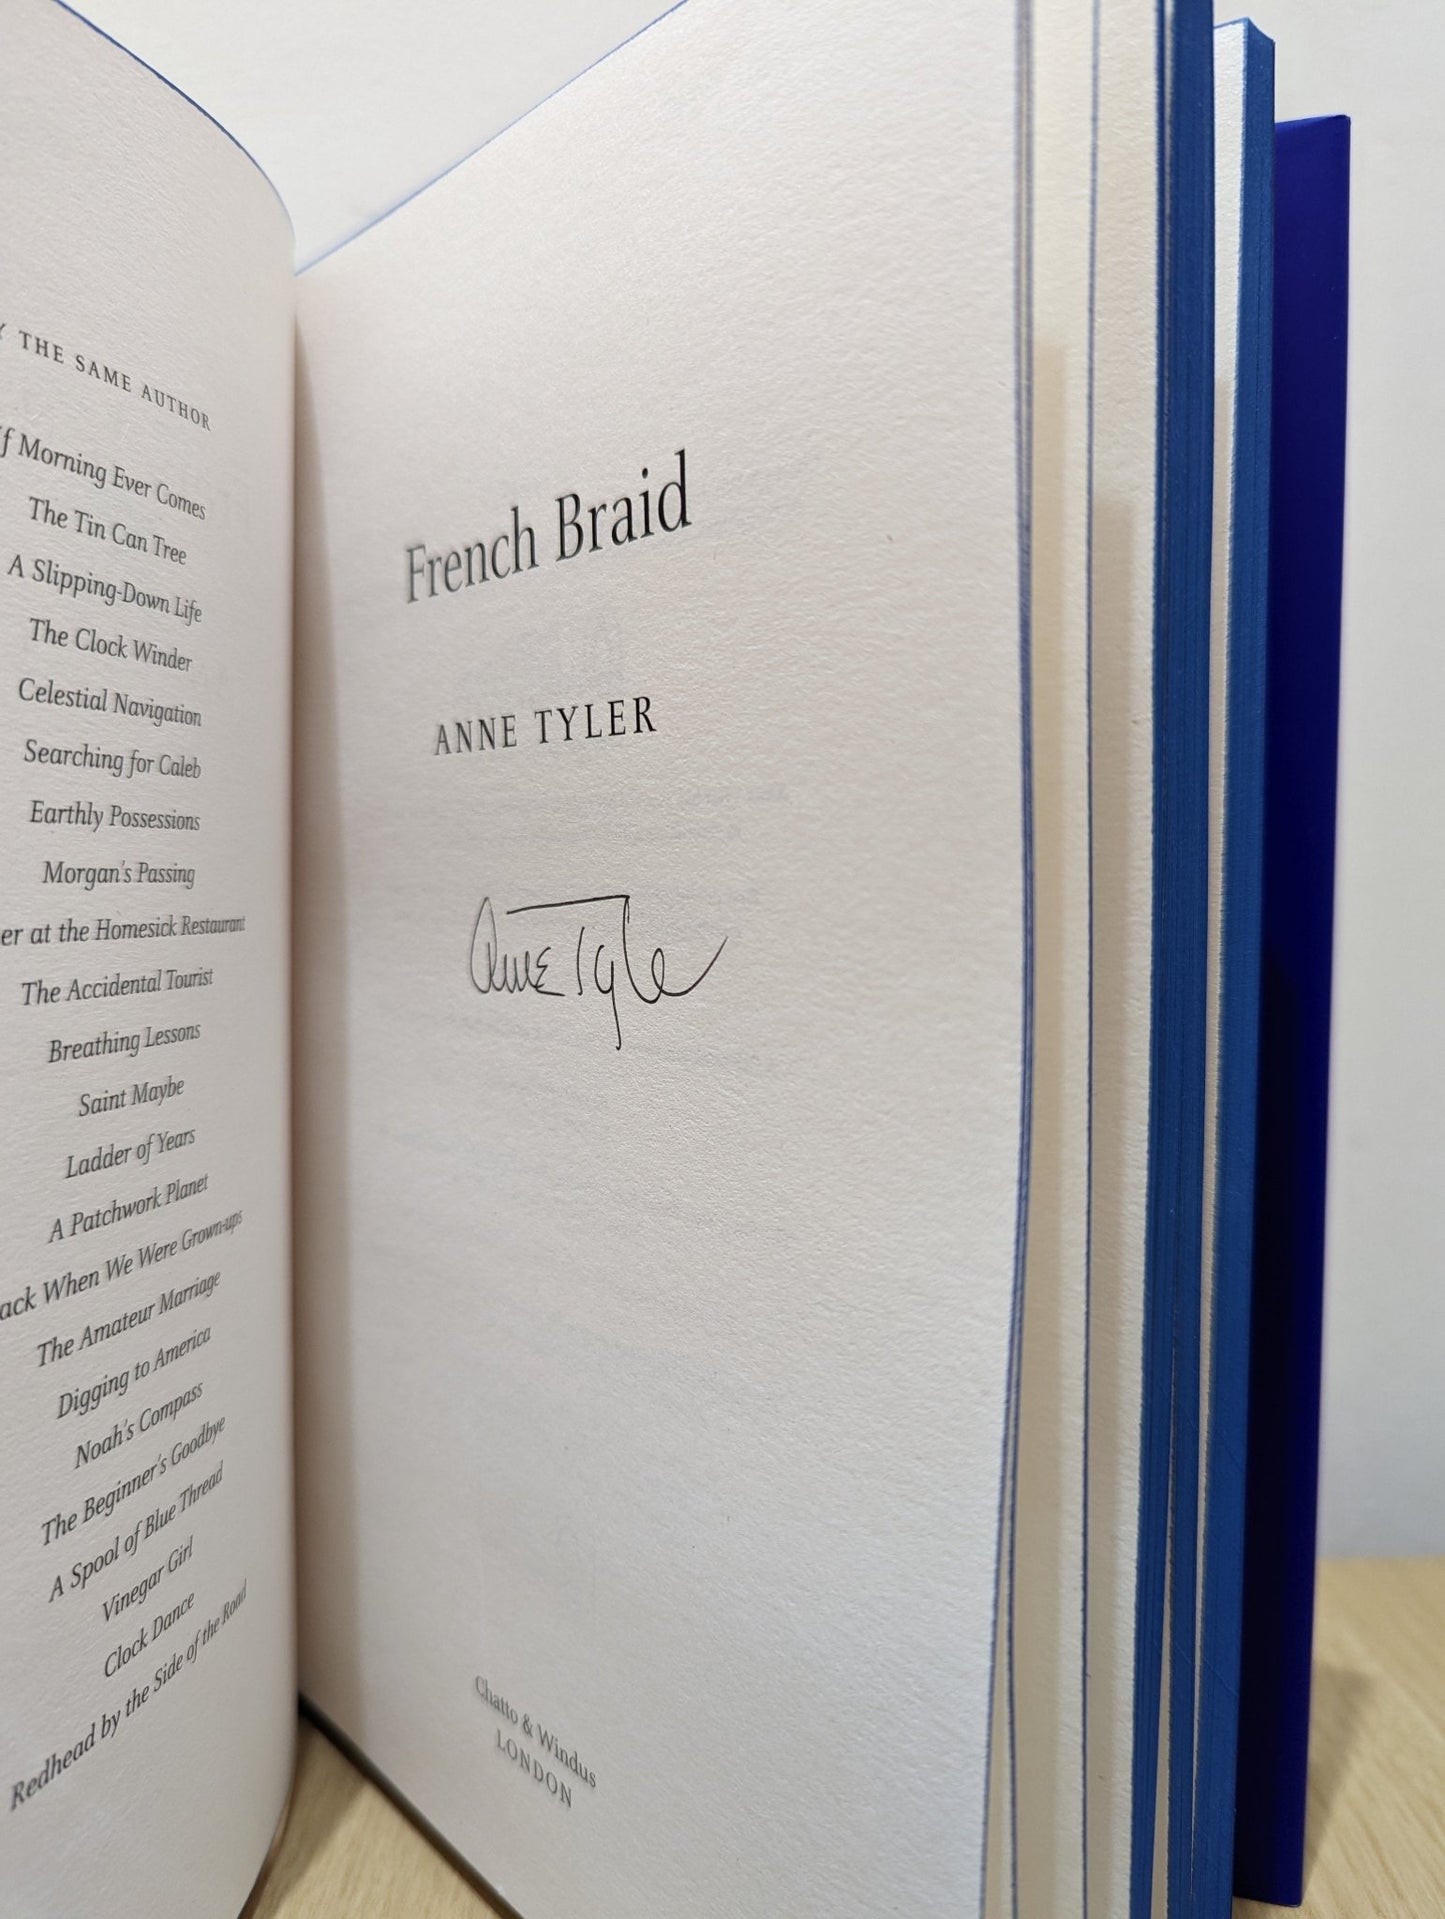 THE SAME AUTHOR
Morning Ever Comes
The Tin Can Tree
A Slipping-Down Life
The Clock Winder
Celestial Navigation
Searching for Caleb
Earthly Possessions
Morgan's Passing
er at the Homesick Restaurant
The Accidental Tourist
Breathing Lessons
Saint Maybe
Ladder of Years
A Patchwork Planet
ack When We Were Grown-ups
The Amateur Marriage
Digging to America
Noah's Compass
The Beginner's Goodbye
A Spool of Blue Thread
Vinegar Girl
Clock Dance
Redhead by the Side of the Road
French Braid
ANNE TYLER
Anne Tyler
Chatto & Windus
LONDON